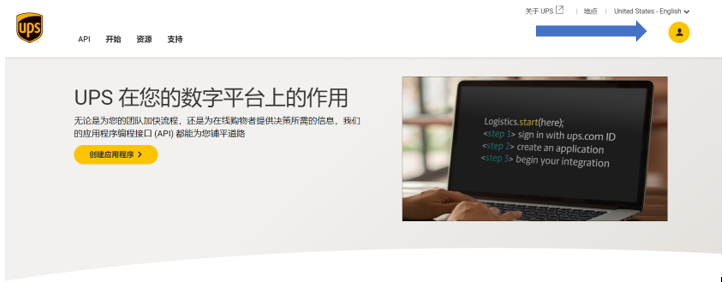 关于 UPS
地点
United States - English
ups
API 开始 资源 支持
UPS 在您的数字平台上的作用
无论是为您的团队加快流程，还是为在线购物者提供决策所需的信息，我
们的应用程序编程接口 (API) 都能为您铺平道路
创建应用程序
Logistics.start(here);
<step 1> sign in with ups.com ID
<step 2> create an application
<step 3> begin your integration